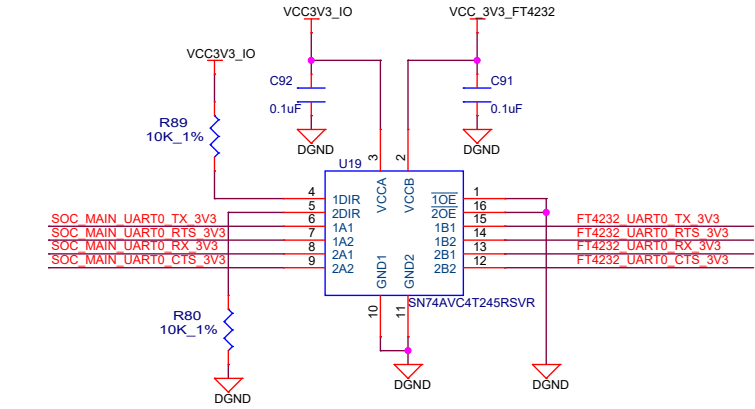 VCC3V3_IO
VCC_3V3_FT4232
VCC3V3_IO
C92
C91
0.1uF
0.1uF
R89
10K_1%
DGND
DGND
U19
3
2
VCCA
VCCB
4
1DIR
1OE
1
5
2DIR
2OE
16
SOC_MAIN_UART0_TX_3V3
6
1A1
1B1
15
FT4232_UART0_TX_3V3
SOC_MAIN_UART0_RTS_3V3
7
1A2
1B2
14
FT4232_UART0_RTS_3V3
SOC_MAIN_UART0_RX_3V3
8
2A1
2B1
13
FT4232_UART0_RX_3V3
SOC_MAIN_UART0_CTS_3V3
9
2A2
2B2
12
FT4232_UART0_CTS_3V3
GND1
GND2
10
11
SN74AVC4T245RSVR
R80
10K_1%
DGND
DGND
DGND